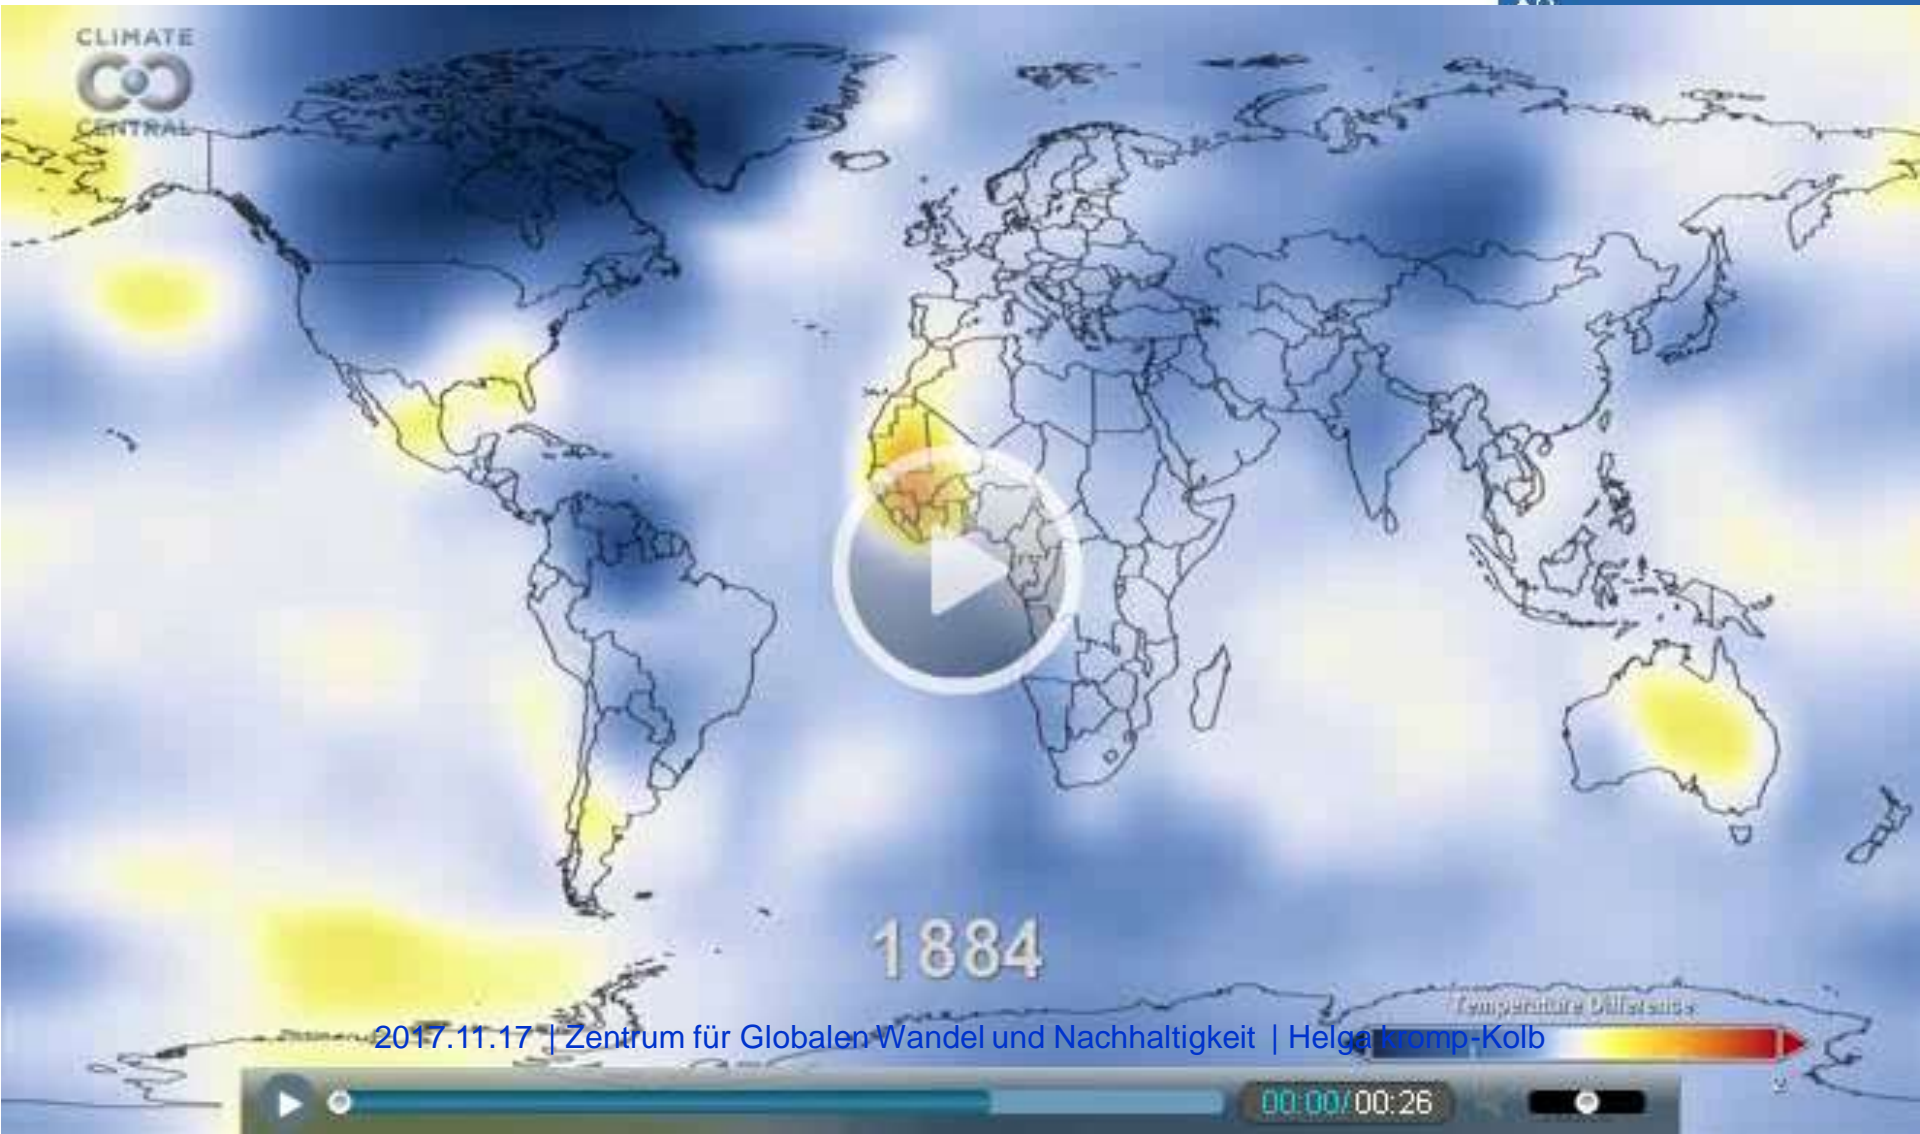 CLIMATE
CENTRAL
1884
Temperature Difference
2017.11.17 | Zentrum für Globalen Wandel und Nachhaltigkeit | Helga kromp-Kolb
00:00/00:26